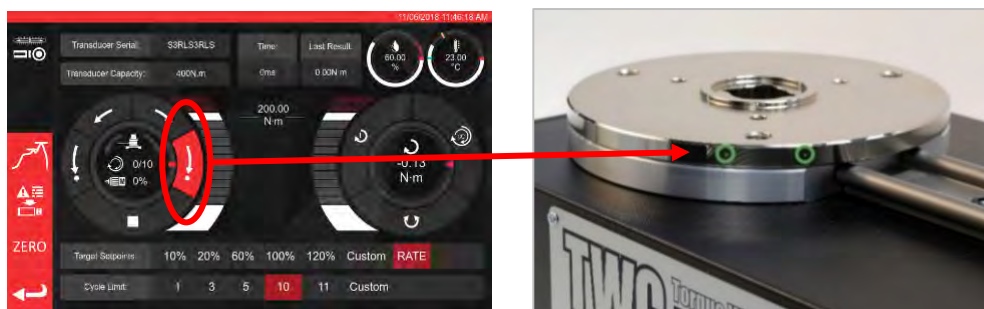 11/06/2018 11:46:18 AM
Transducer Serial: S3RLS3RLS Time: Last Result:
60.00 % 23.00 °C
Transducer Capacity: 400N.m 0ms 0.00N m
200.00 N·m
0/10
0%
-0.13
N·m
ZERO
Target Setpoints: 10% 20% 60% 100% 120% Custom RATE
Cycle Limit: 1 3 5 10 11 Custom
TWC